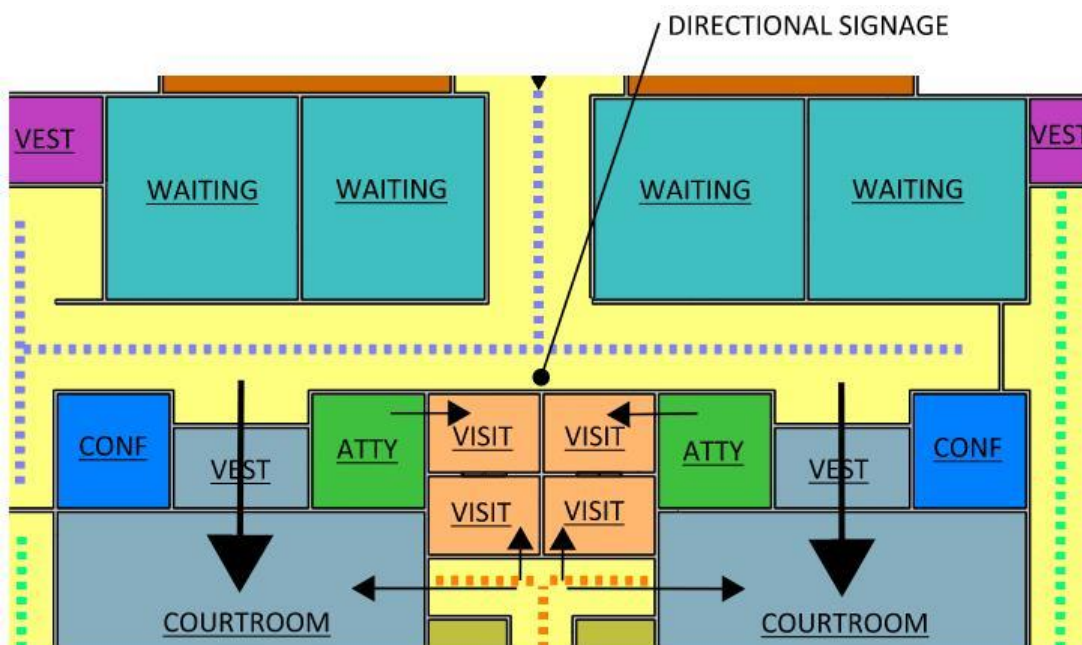 DIRECTIONAL SIGNAGE
VEST
WAITING
WAITING
WAITING
WAITING
VEST
CONF
VEST
ATTY
VISIT
VISIT
ATTY
VEST
CONF
VISIT
VISIT
COURTROOM
COURTROOM